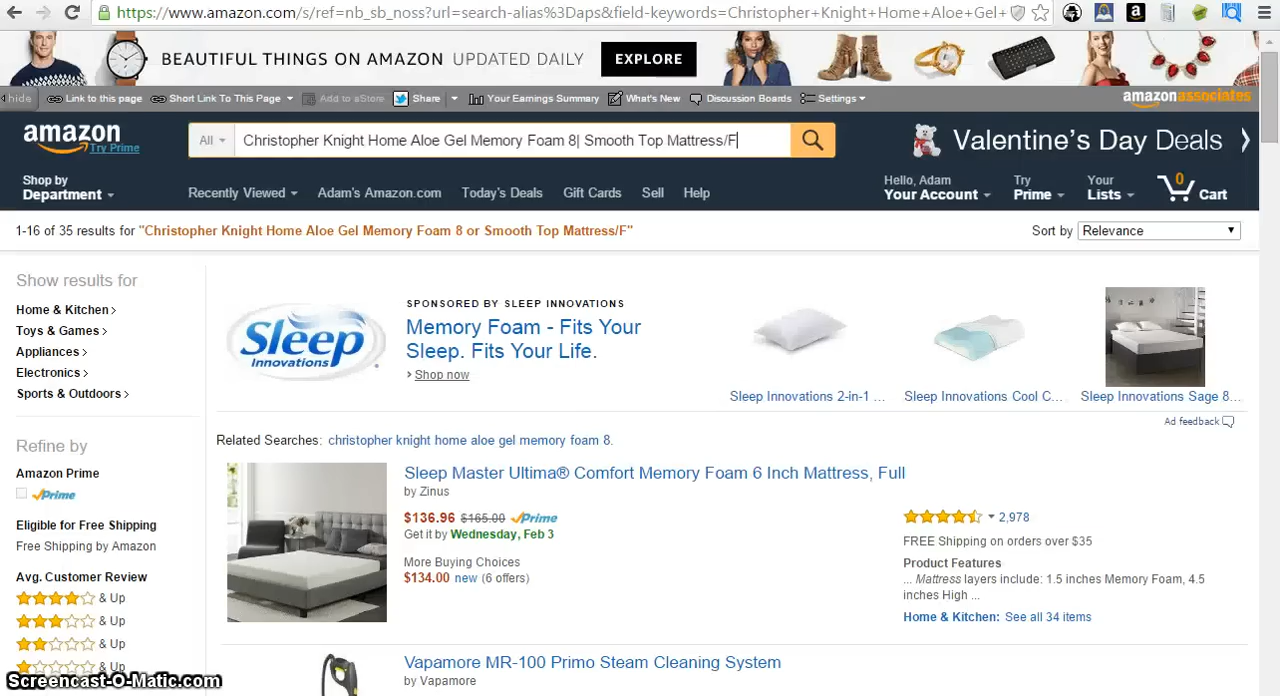 https://www.amazon.com/s/ref=nb_sb_noss?url=search-alias%3Daps&field-keywords=Christopher+Knight+Home+Aloe+Gel+
BEAUTIFUL THINGS ON AMAZON UPDATED DAILY EXPLORE
hide Link to this page Short Link To This Page Add to aStore Share Your Earnings Summary What's New Discussion Boards Settings amazonassociates
amazon Try Prime
All Christopher Knight Home Aloe Gel Memory Foam 8| Smooth Top Mattress/F
Valentine's Day Deals
Shop by Department
Recently Viewed Adam's Amazon.com Today's Deals Gift Cards Sell Help
Hello, Adam Your Account
Try Prime
Your Lists
0 Cart
1-16 of 35 results for "Christopher Knight Home Aloe Gel Memory Foam 8 or Smooth Top Mattress/F"
Sort by Relevance
Show results for
Home & Kitchen
Toys & Games
Appliances
Electronics
Sports & Outdoors
Refine by
Amazon Prime
Prime
Eligible for Free Shipping
Free Shipping by Amazon
Avg. Customer Review
& Up
& Up
& Up
& Up
Sleep Innovations
SPONSORED BY SLEEP INNOVATIONS
Memory Foam - Fits Your
Sleep. Fits Your Life.
Shop now
Sleep Innovations 2-in-1 ...
Sleep Innovations Cool C...
Sleep Innovations Sage 8...
Ad feedback
Related Searches: christopher knight home aloe gel memory foam 8.
Sleep Master Ultima® Comfort Memory Foam 6 Inch Mattress, Full
by Zinus
$136.96 $165.00 Prime
Get it by Wednesday, Feb 3
More Buying Choices
$134.00 new (6 offers)
2,978
FREE Shipping on orders over $35
Product Features
... Mattress layers include: 1.5 inches Memory Foam, 4.5
inches High ...
Home & Kitchen: See all 34 items
Vapamore MR-100 Primo Steam Cleaning System
by Vapamore
Screencast-O-Matic.com